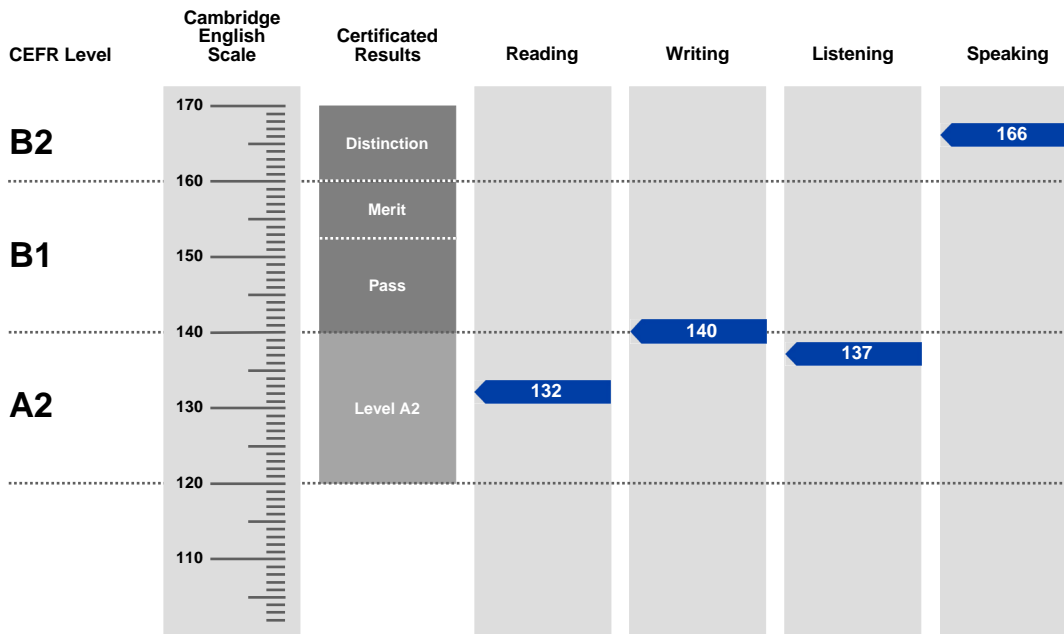 CEFR Level
Cambridge
English
Scale
Certificated
Results
Reading
Writing
Listening
Speaking
170
B2
Distinction
166
160
Merit
B1
150
Pass
140
140
137
A2
132
130
Level A2
120
110